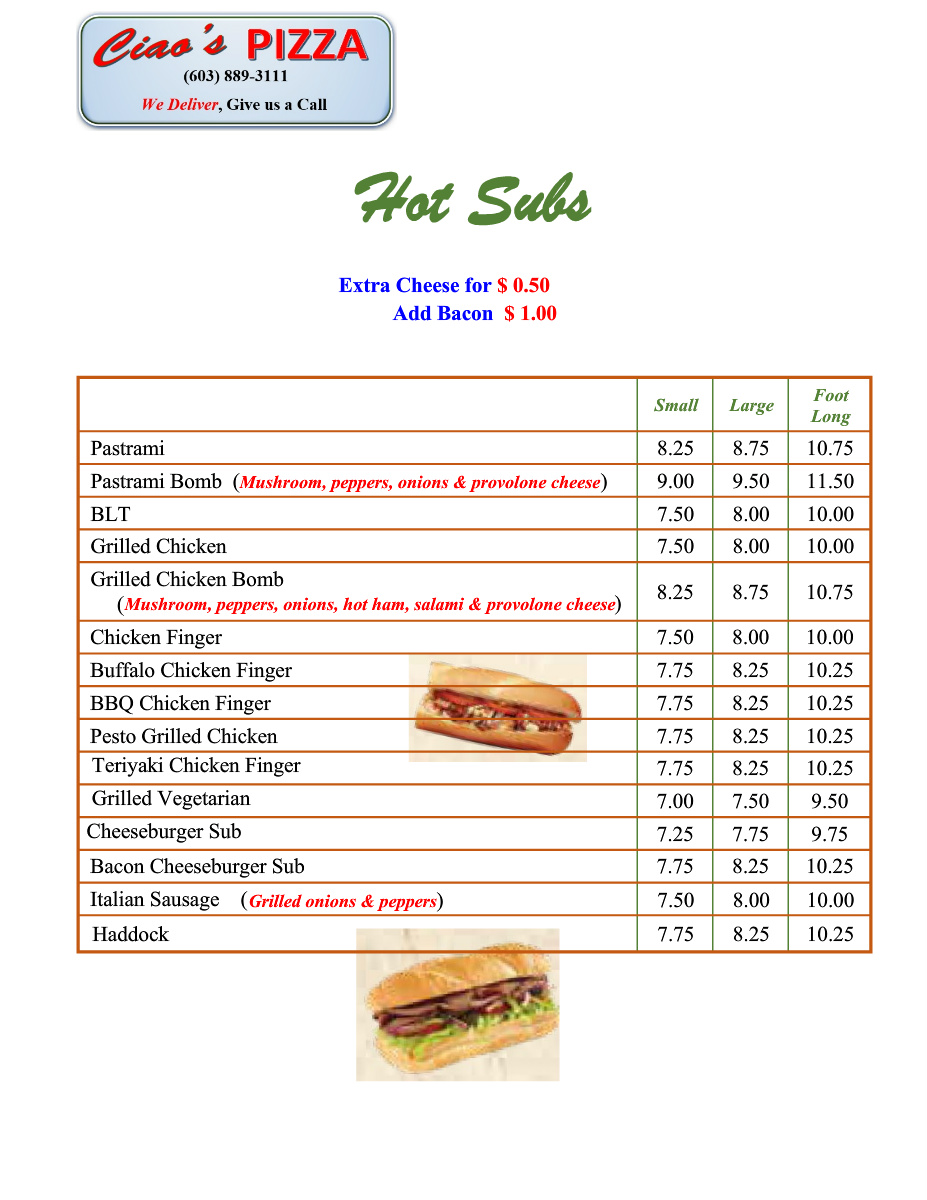 Ciao's PIZZA
(603) 889-3111
We Deliver, Give us a Call
Hot Subs
Extra Cheese for $ 0.50
Add Bacon $ 1.00
Small Large Foot Long
Pastrami 8.25 8.75 10.75
Pastrami Bomb (Mushroom, peppers, onions & provolone cheese) 9.00 9.50 11.50
BLT 7.50 8.00 10.00
Grilled Chicken 7.50 8.00 10.00
Grilled Chicken Bomb
(Mushroom, peppers, onions, hot ham, salami & provolone cheese) 8.25 8.75 10.75
Chicken Finger 7.50 8.00 10.00
Buffalo Chicken Finger 7.75 8.25 10.25
BBQ Chicken Finger 7.75 8.25 10.25
Pesto Grilled Chicken 7.75 8.25 10.25
Teriyaki Chicken Finger 7.75 8.25 10.25
Grilled Vegetarian 7.00 7.50 9.50
Cheeseburger Sub 7.25 7.75 9.75
Bacon Cheeseburger Sub 7.75 8.25 10.25
Italian Sausage (Grilled onions & peppers) 7.50 8.00 10.00
Haddock 7.75 8.25 10.25